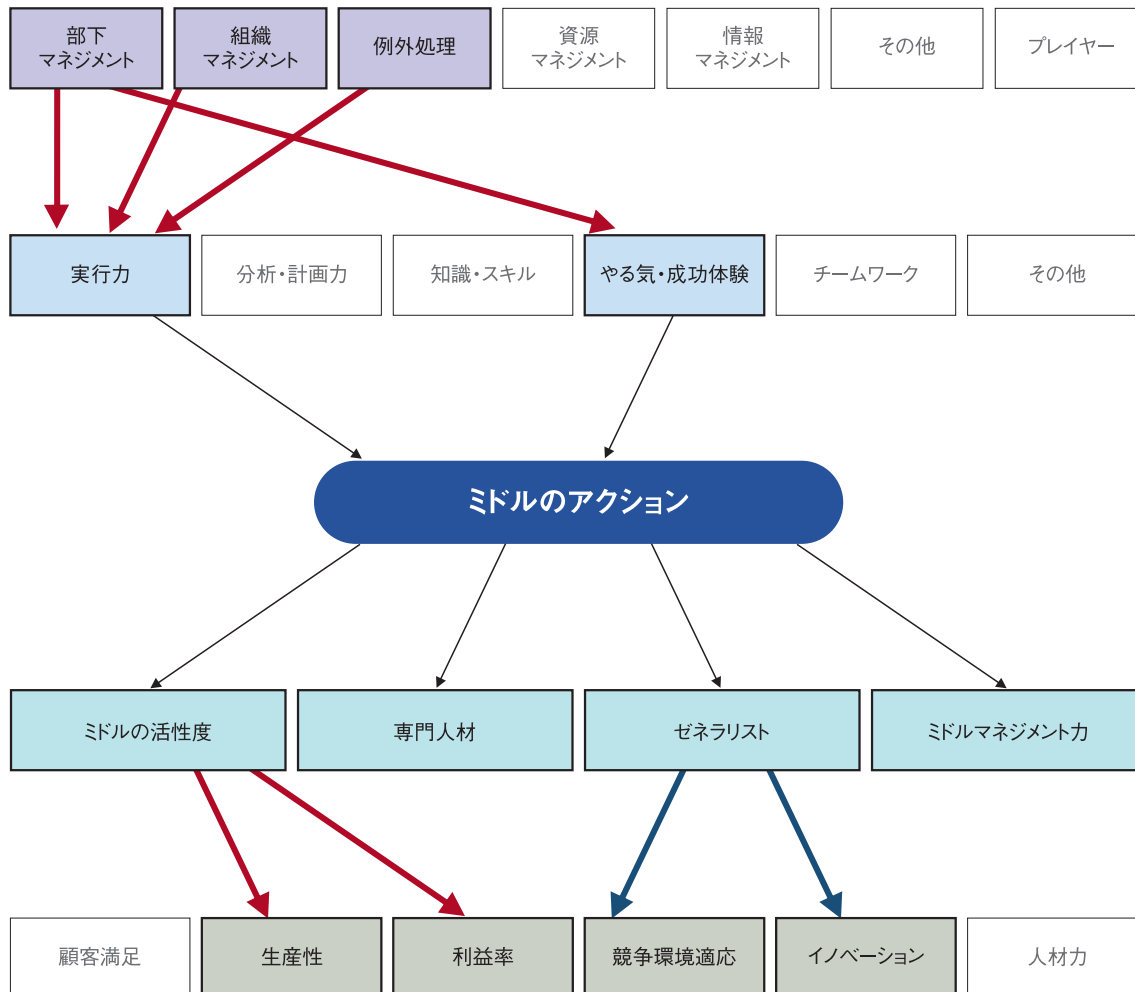 部下
マネジメント
組織
マネジメント
例外処理
資源
マネジメント
情報
マネジメント
その他
プレイヤー
実行力
分析・計画力
知識・スキル
やる気・成功体験
チームワーク
その他
ミドルのアクション
ミドルの活性度
専門人材
ゼネラリスト
ミドルマネジメント力
顧客満足
生産性
利益率
競争環境適応
イノベーション
人材力